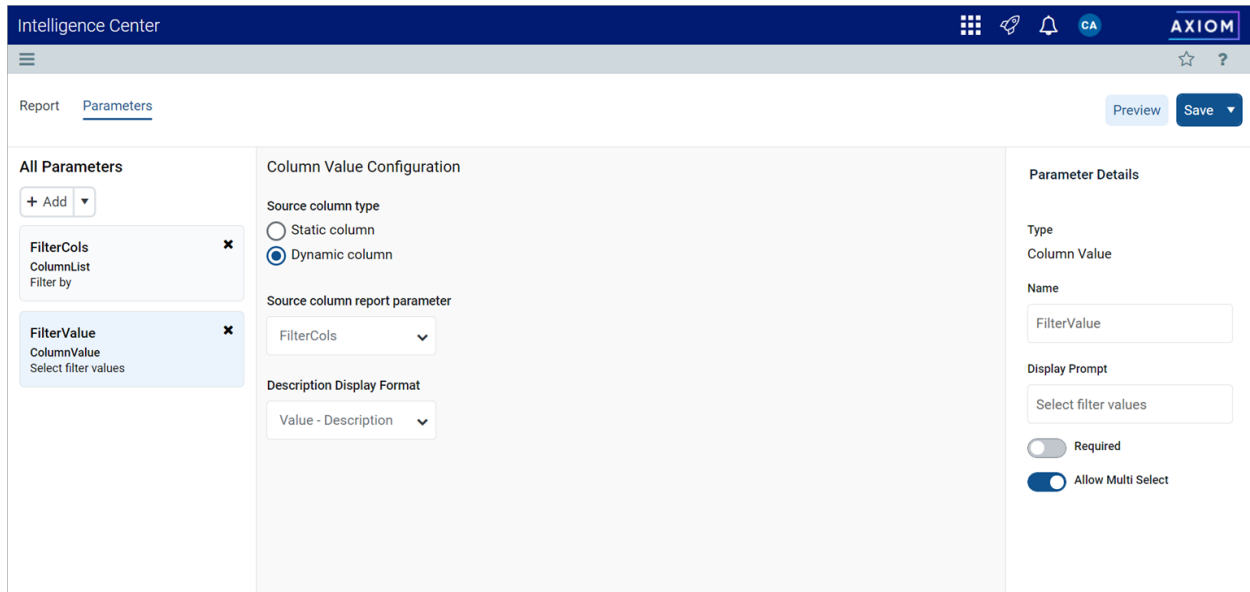 Intelligence Center
CA
AXIOM
?
Report Parameters
Preview Save
All Parameters
+ Add
FilterCols
ColumnList
Filter by
FilterValue
ColumnValue
Select filter values
Column Value Configuration
Source column type
Static column
Dynamic column
Source column report parameter
FilterCols
Description Display Format
Value - Description
Parameter Details
Type
Column Value
Name
FilterValue
Display Prompt
Select filter values
Required
Allow Multi Select